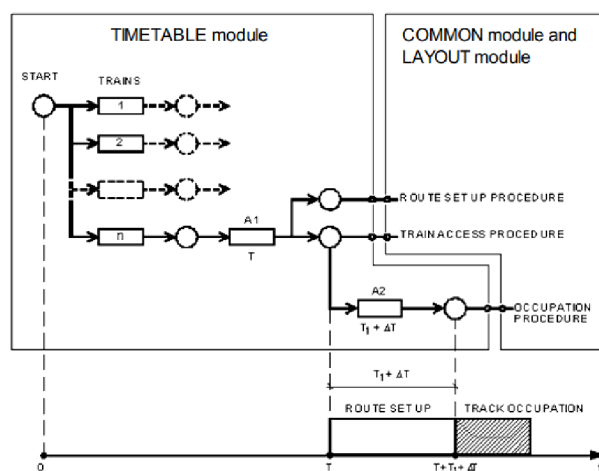 TIMETABLE module
COMMON module and
LAYOUT module
START
TRAINS
1
2
n
A1
T
ROUTE SET UP PROCEDURE
TRAIN ACCESS PROCEDURE
A2
T₁ + ΔT
OCCUPATION
PROCEDURE
T₁ + ΔT
ROUTE SET UP
TRACK OCCUPATION
0
T
T + T₁ + ΔT